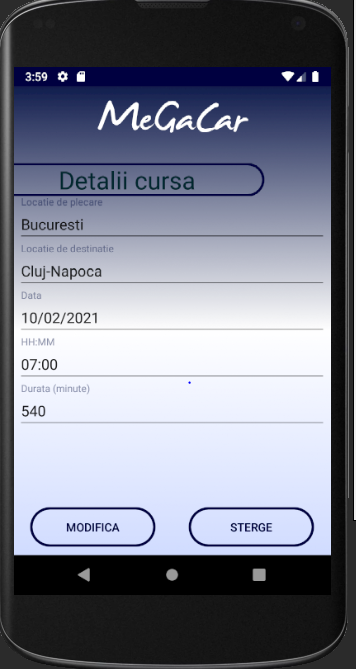 3:59
MeGaCar
Detalii cursa
Locatie de plecare
Bucuresti
Locatie de destinatie
Cluj-Napoca
Data
10/02/2021
HH:MM
07:00
Durata (minute)
540
MODIFICA STERGE